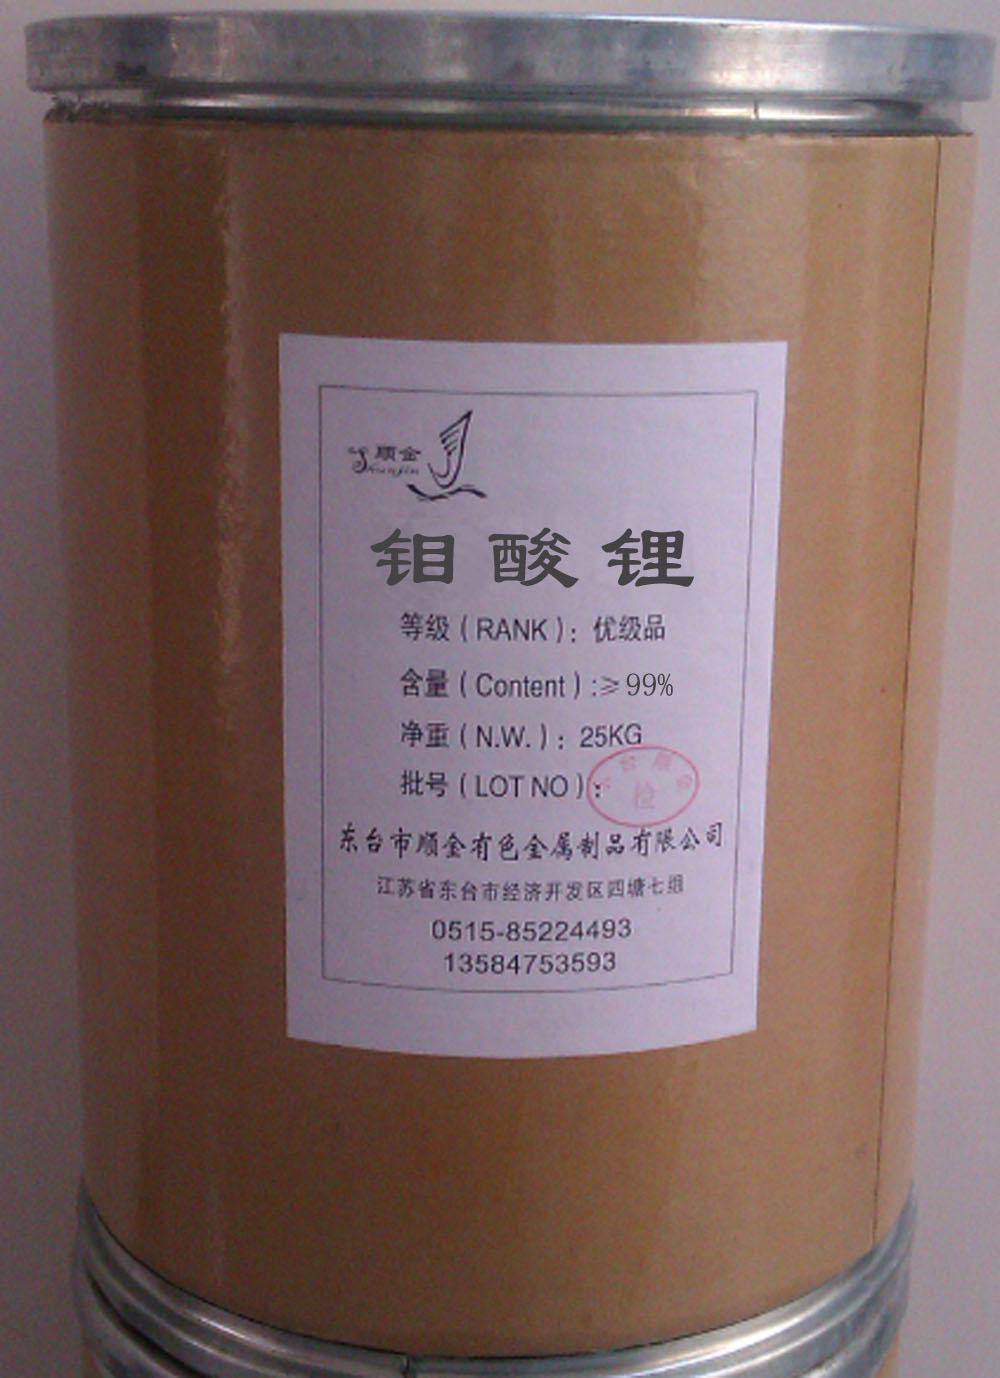 顺金
Shunjin
钼酸锂
等级(RANK)：优级品
含量(Content):≥99%
净重(N.W.)：25KG
批号(LOT NO)：
检
东台市顺金有色金属制品有限公司
江苏省东台市经济开发区四塘七组
0515-85224493
13584753593